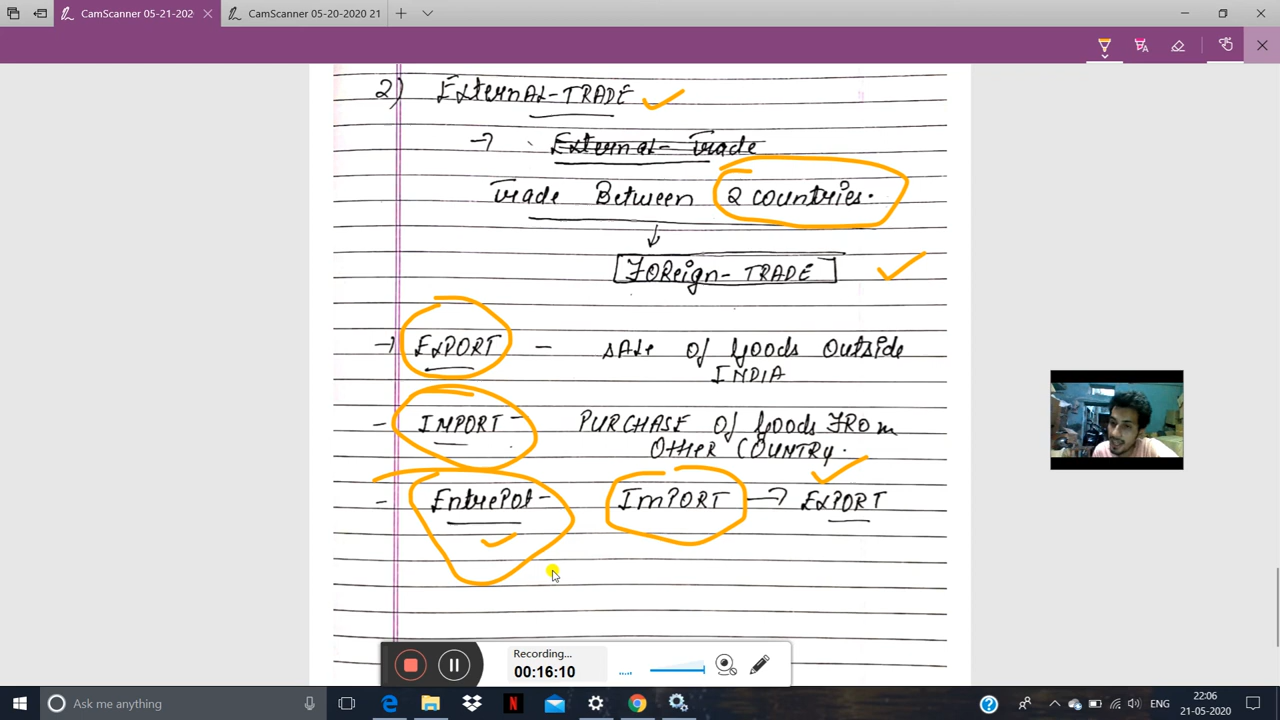 CamScanner 05-21-202
CamScanner 05-20-2020 21
2) External-TRADE
→ External-Trade
Trade Between 2 countries.
↓
Foreign-TRADE
→ EXPORT - SALE of Goods Outside
INDIA
- IMPORT - PURCHASE of Goods From
OTHER COUNTRY.
- EntrePot- ImPORT → EXPORT
Recording...
00:16:10
Ask me anything
22:06
21-05-2020